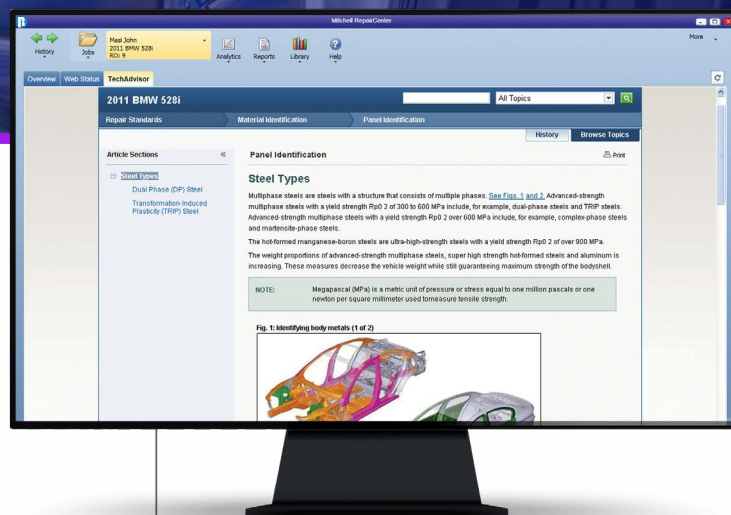 Mitchell RepairCenter
History
Jobs
Masi John
2011 BMW 528i
RO: 9
Analytics
Reports
Library
Help
More
Overview
Web Status
TechAdvisor
2011 BMW 528i
All Topics
Repair Standards
Material Identification
Panel Identification
History
Browse Topics
Article Sections
«
Panel Identification
Print
Steel Types
Dual Phase (DP) Steel
Transformation-Induced
Plasticity (TRIP) Steel
Steel Types
Multiphase steels are steels with a structure that consists of multiple phases. See Figs. 1 and 2. Advanced-strength
multiphase steels with a yield strength Rp0 2 of 300 to 600 MPa include, for example, dual-phase steels and TRIP steels.
Advanced-strength multiphase steels with a yield strength Rp0 2 over 600 MPa include, for example, complex-phase steels
and martensite-phase steels.
The hot-formed manganese-boron steels are ultra-high-strength steels with a yield strength Rp0 2 of over 900 MPa.
The weight proportions of advanced-strength multiphase steels, super high strength hot-formed steels and aluminum is
increasing. These measures decrease the vehicle weight while still guaranteeing maximum strength of the bodyshell.
NOTE:
Megapascal (MPa) is a metric unit of pressure or stress equal to one million pascals or one
newton per square millimeter used tomeasure tensile strength.
Fig. 1: Identifying body metals (1 of 2)